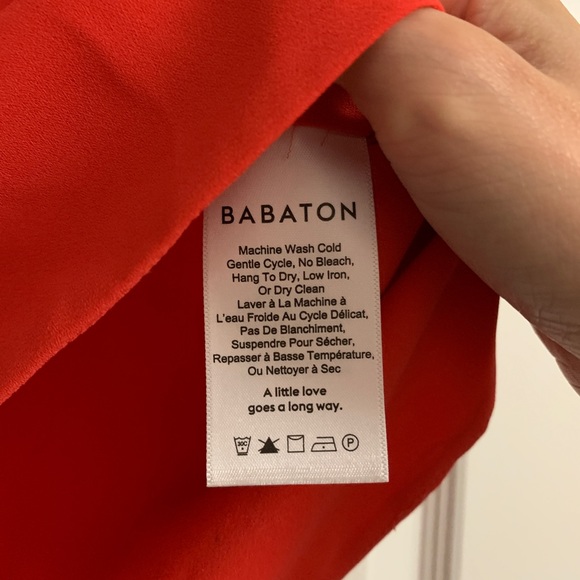 BABATON
Machine Wash Cold
Gentle Cycle, No Bleach,
Hang To Dry, Low Iron,
Or Dry Clean
Laver à La Machine à
L'eau Froide Au Cycle Délicat,
Pas De Blanchiment,
Suspendre Pour Sécher,
Repasser à Basse Température,
Ou Nettoyer à Sec
A little love
goes a long way.
30C P